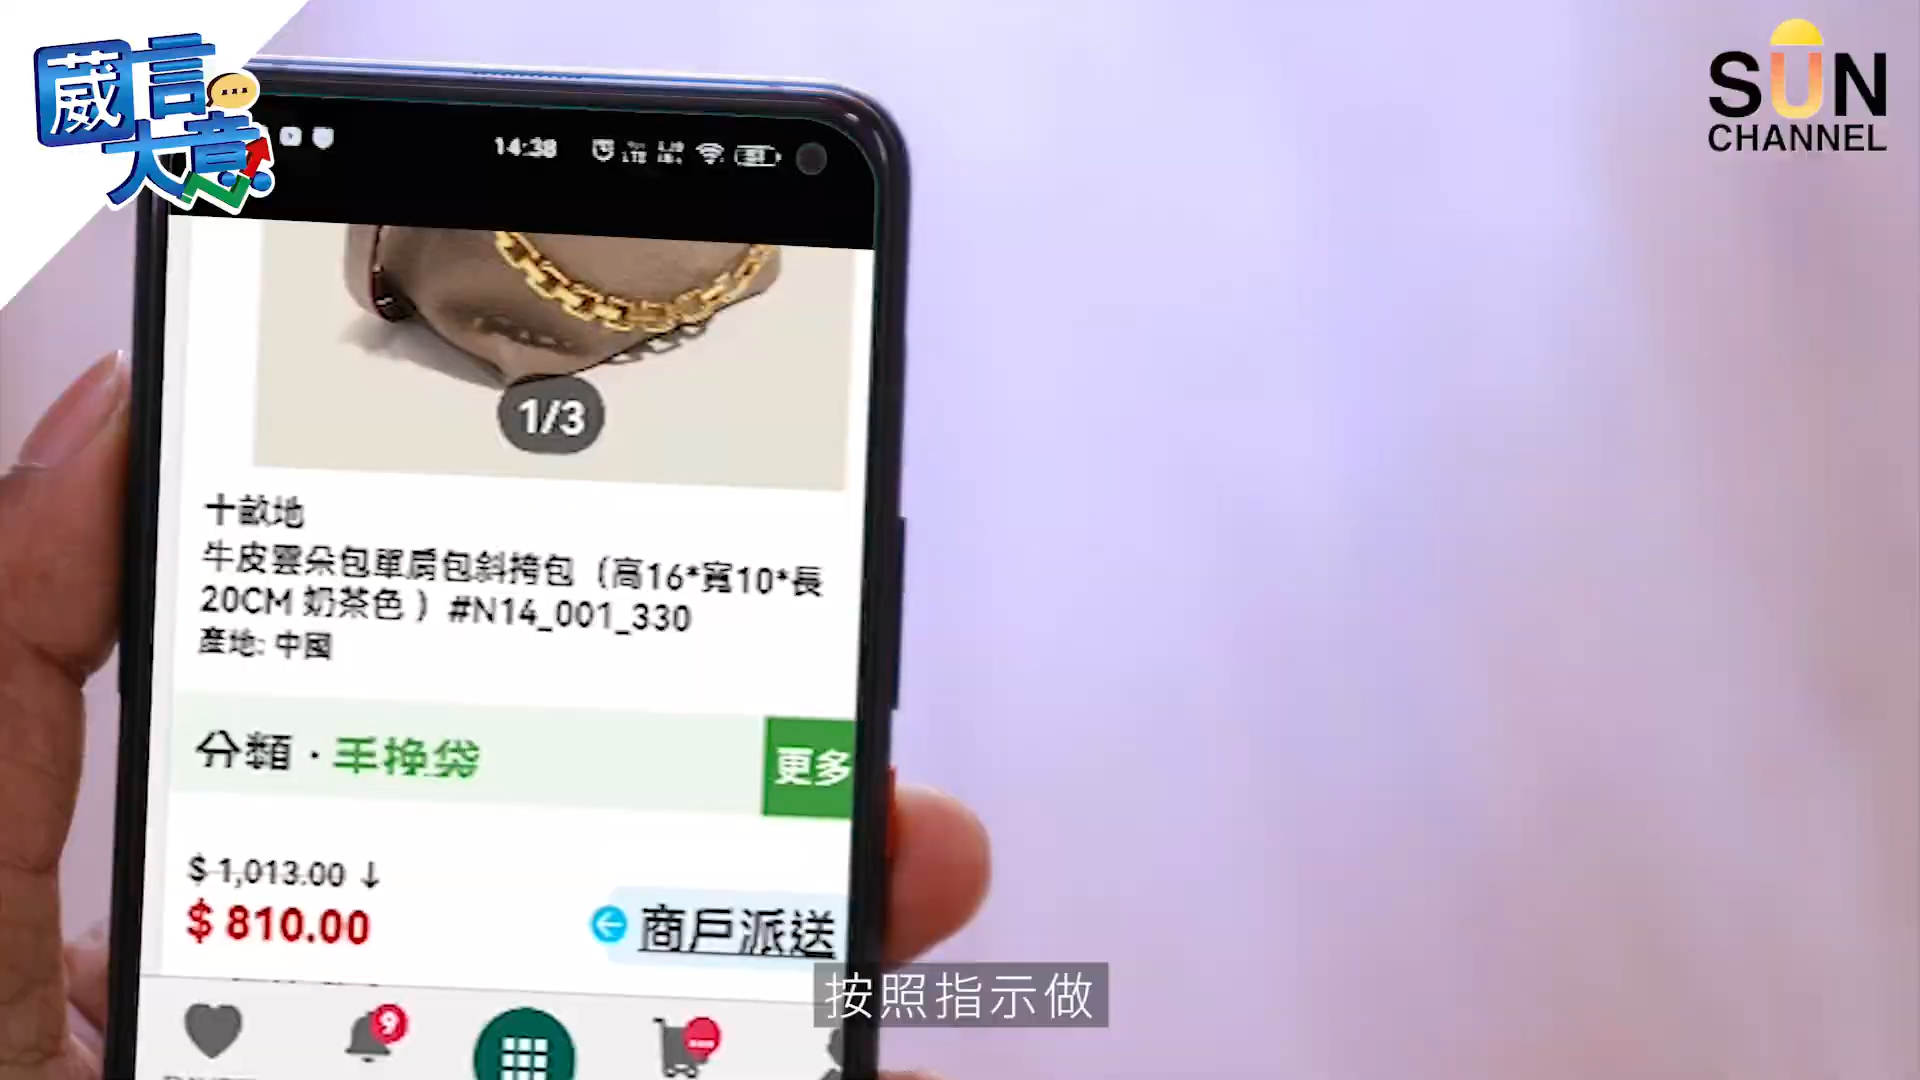 葳言大意
SUN
CHANNEL
14:38
1/3
十畝地
牛皮雲朵包單肩包斜挎包（高16*寬10*長
20CM 奶茶色 ）#N14_001_330
產地: 中國
分類 · 手挽袋
更多
$ 1,013.00 ↓
$ 810.00
商戶派送
按照指示做
9